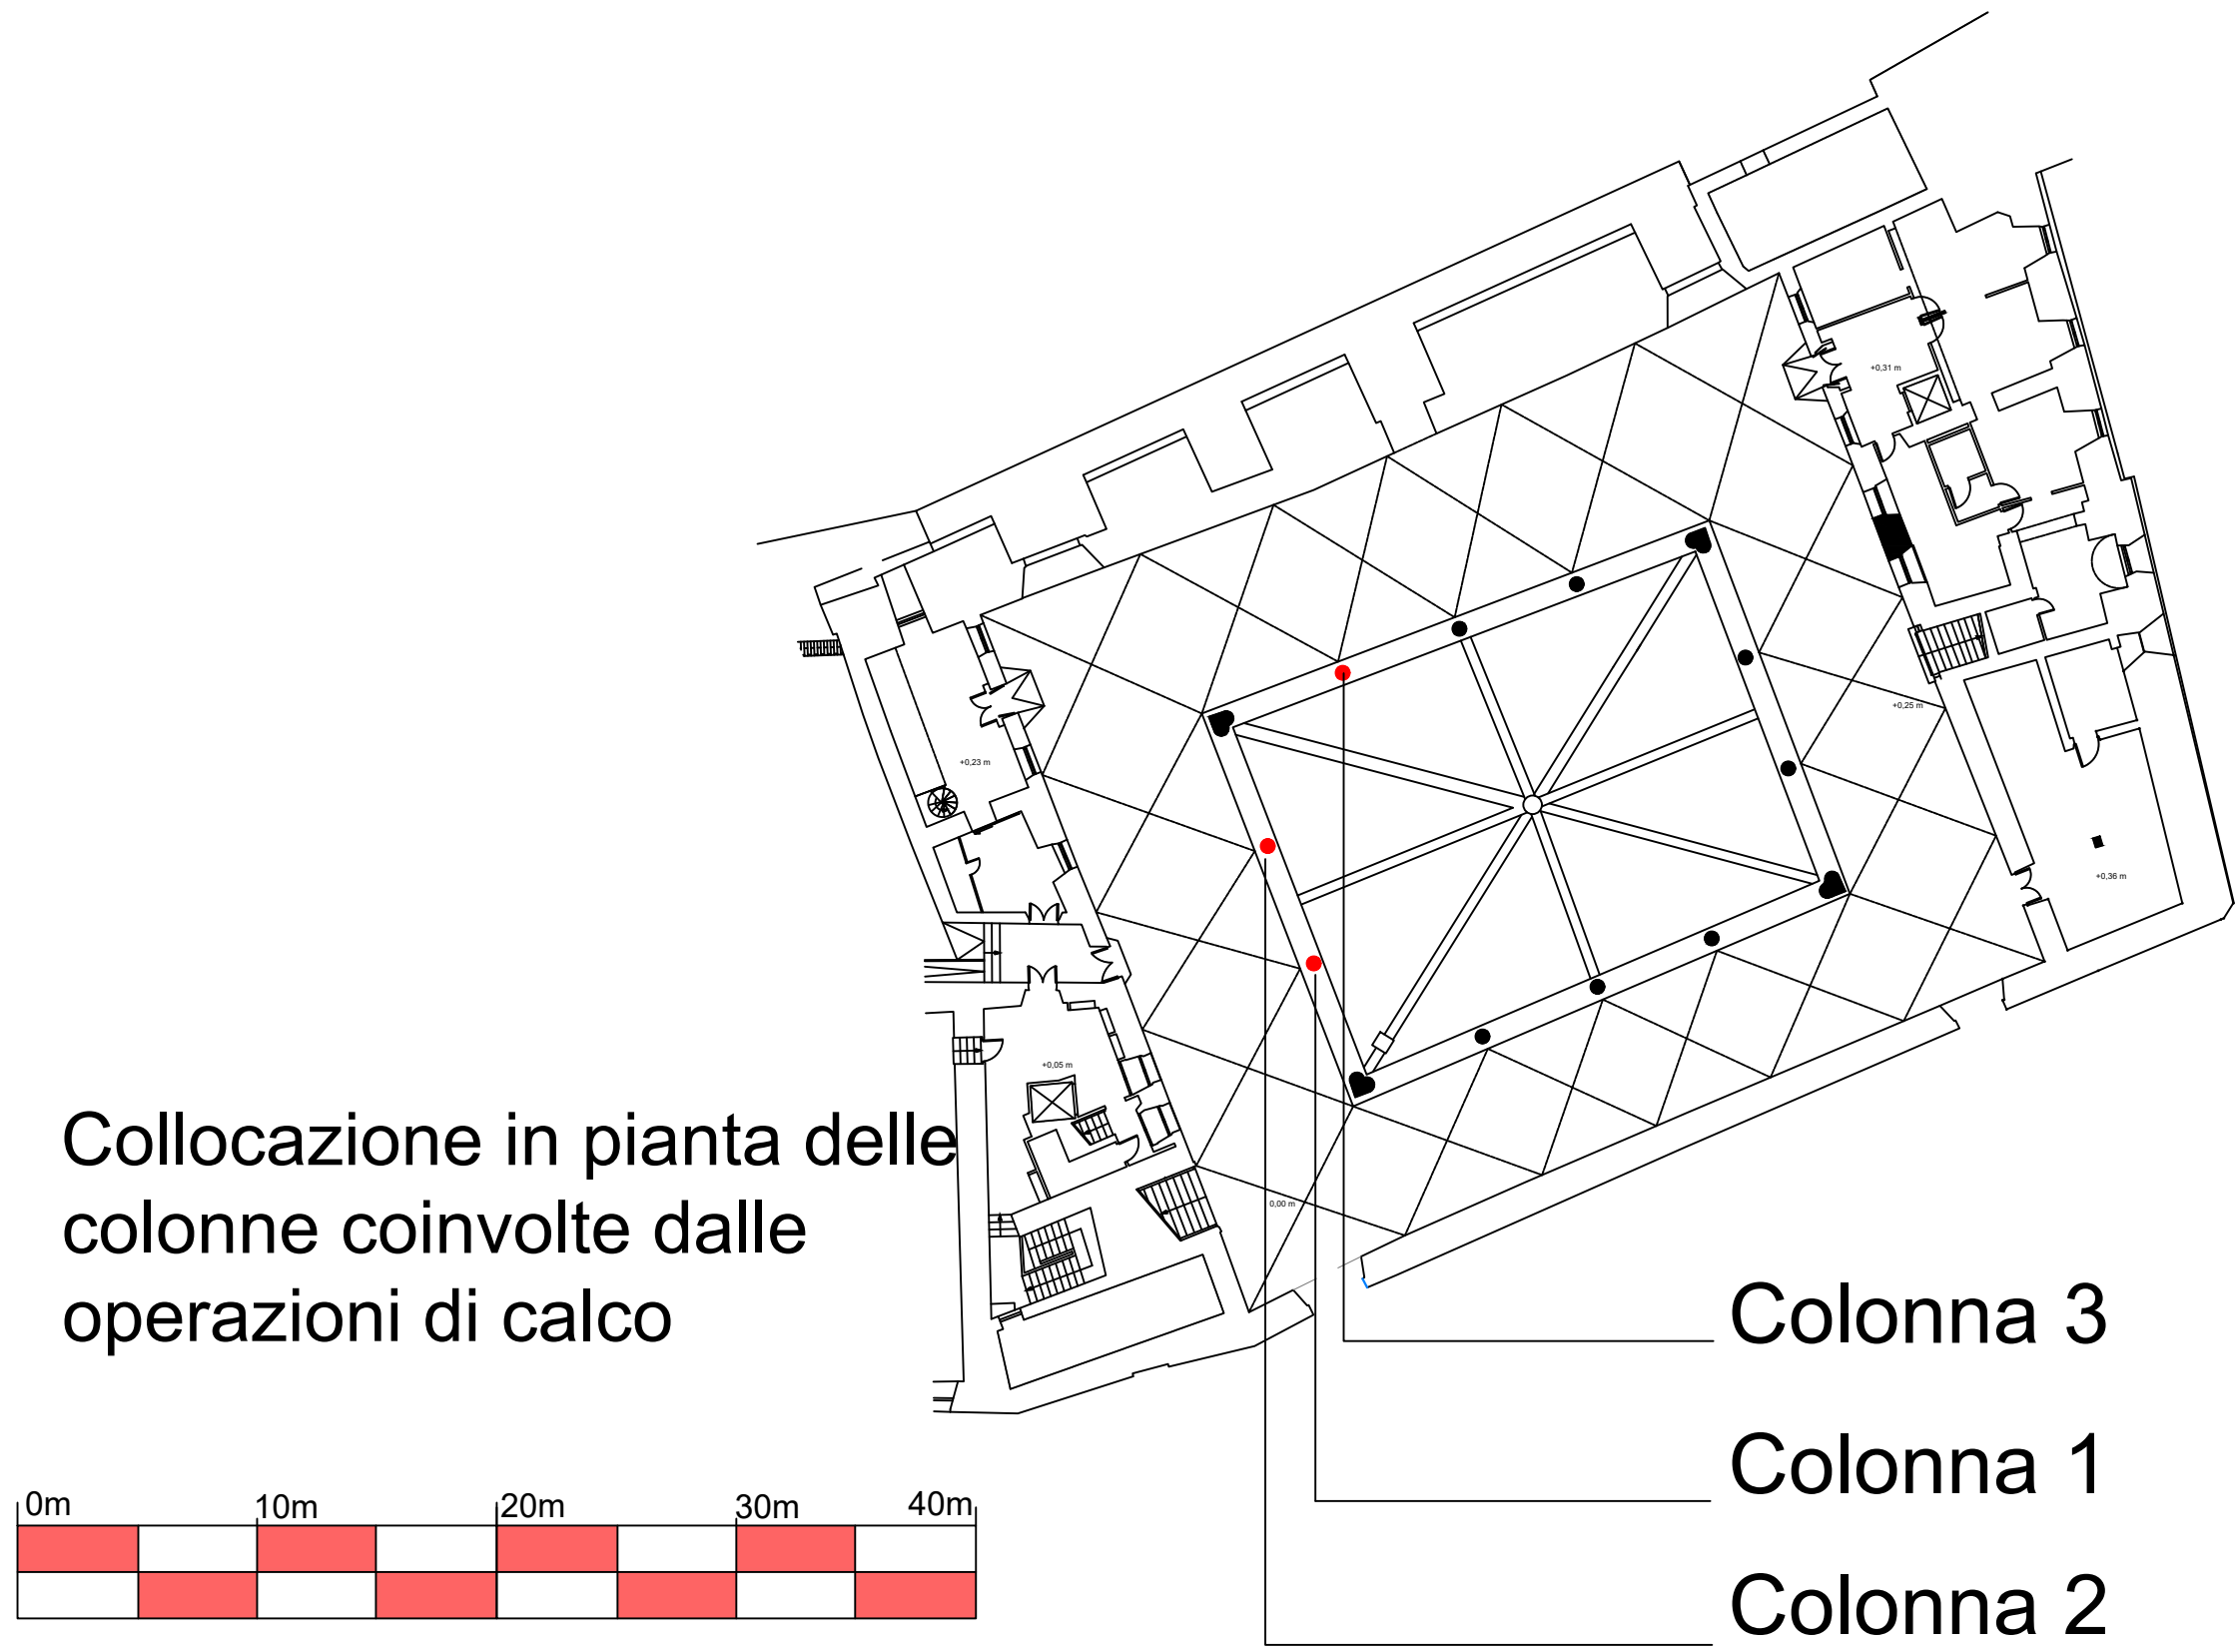 +0,31 m
+0,25 m
+0,23 m
+0,36 m
+0,05 m
0,00 m
Collocazione in pianta delle
colonne coinvolte dalle
operazioni di calco
Colonna 3
Colonna 1
Colonna 2
0m 10m 20m 30m 40m